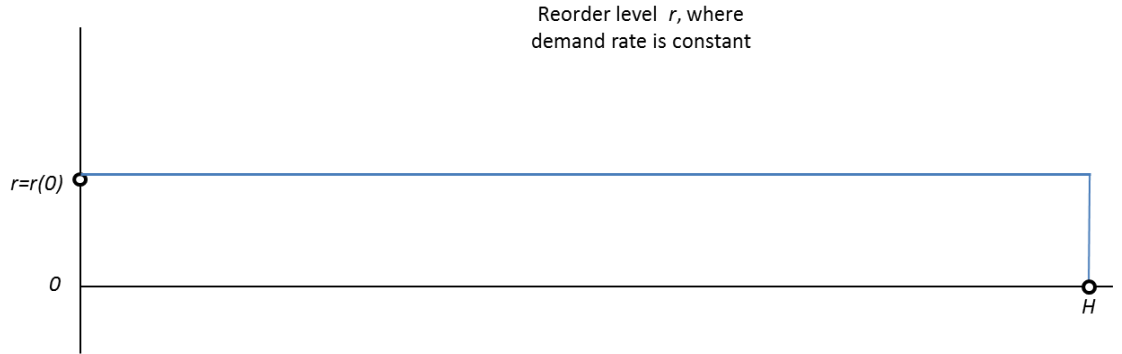 Reorder level r, where
demand rate is constant
r=r(0)
0
H